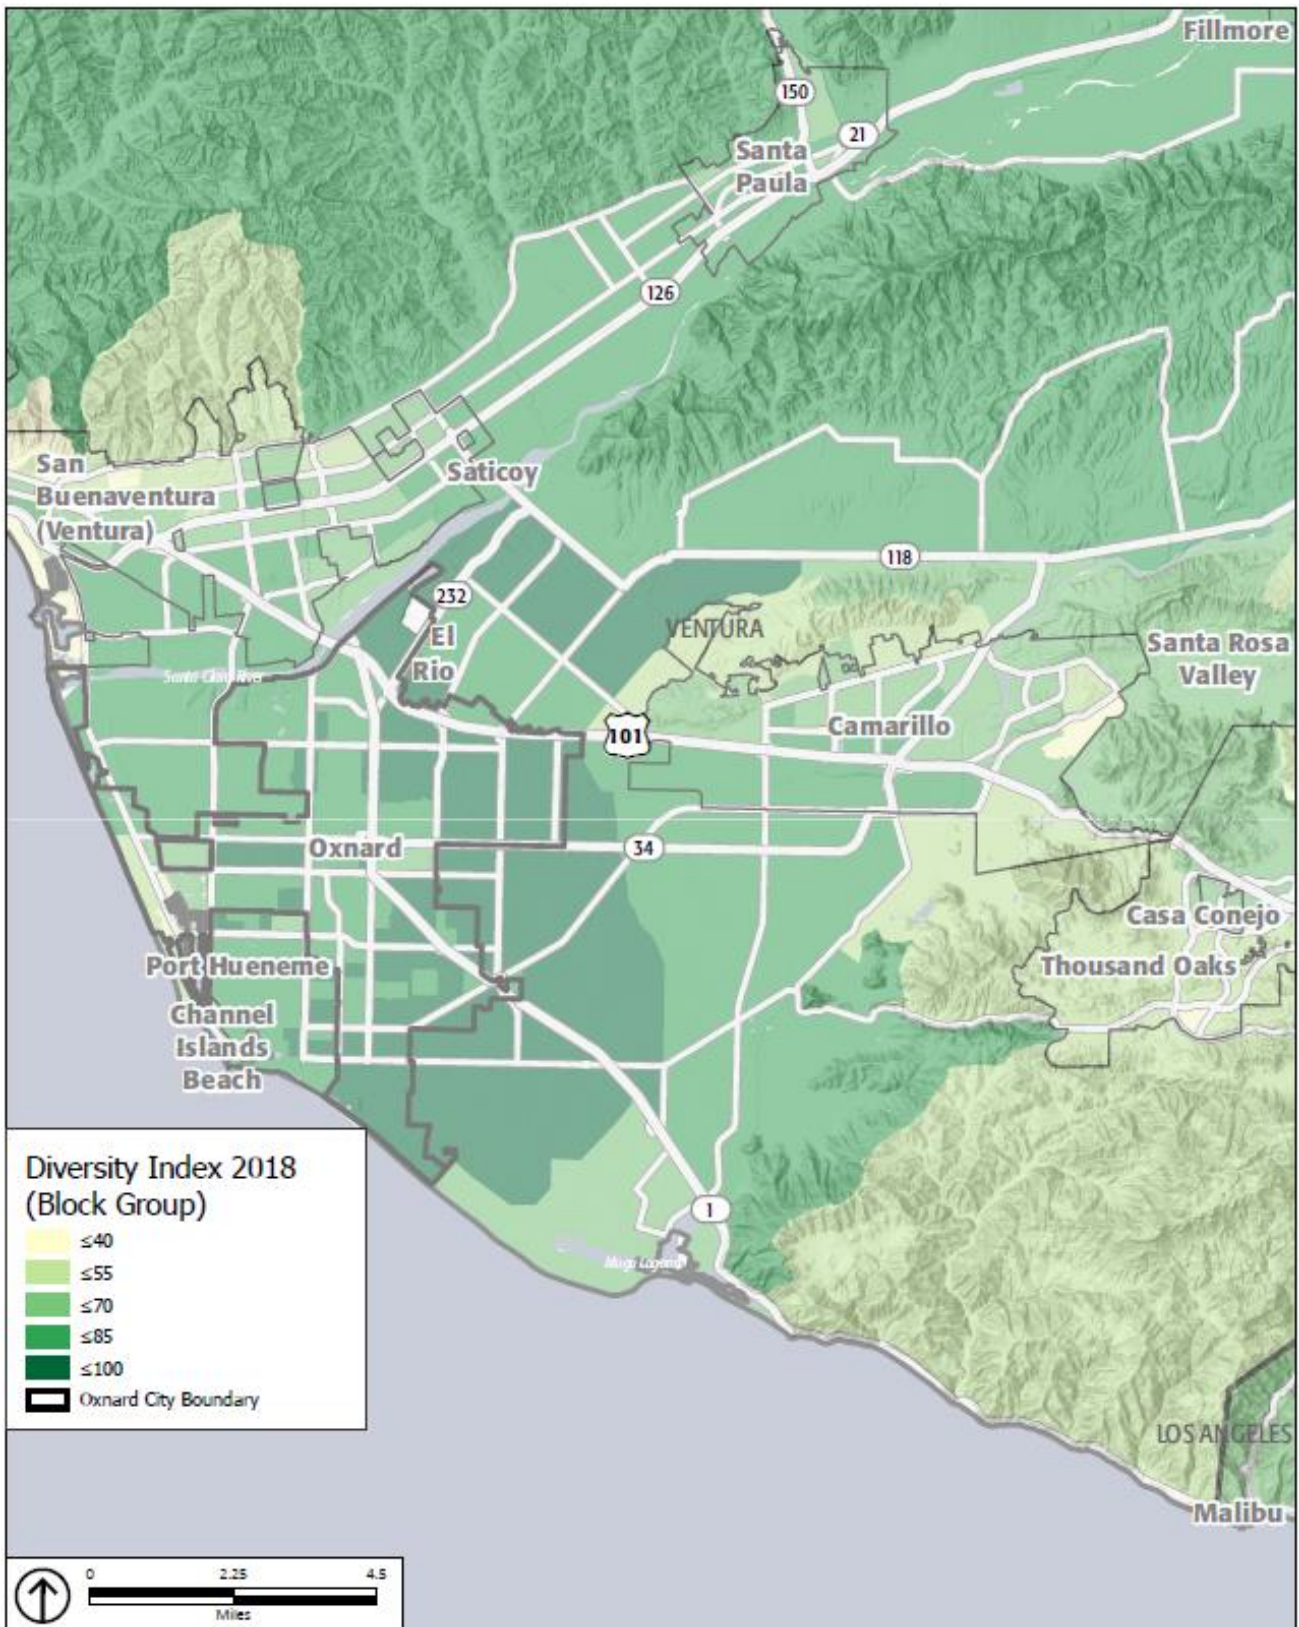 Fillmore
150
21
Santa
Paula
126
San
Buenaventura
(Ventura)
Saticoy
118
232
El
Rio
VENTURA
Santa Rosa
Valley
Santa Clara River
101
Camarillo
Oxnard
34
Casa Conejo
Port Hueneme
Thousand Oaks
Channel
Islands
Beach
1
Mugu Lagoon
LOS ANGELES
Malibu
Diversity Index 2018
(Block Group)
≤40
≤55
≤70
≤85
≤100
Oxnard City Boundary
0 2.25 4.5
Miles